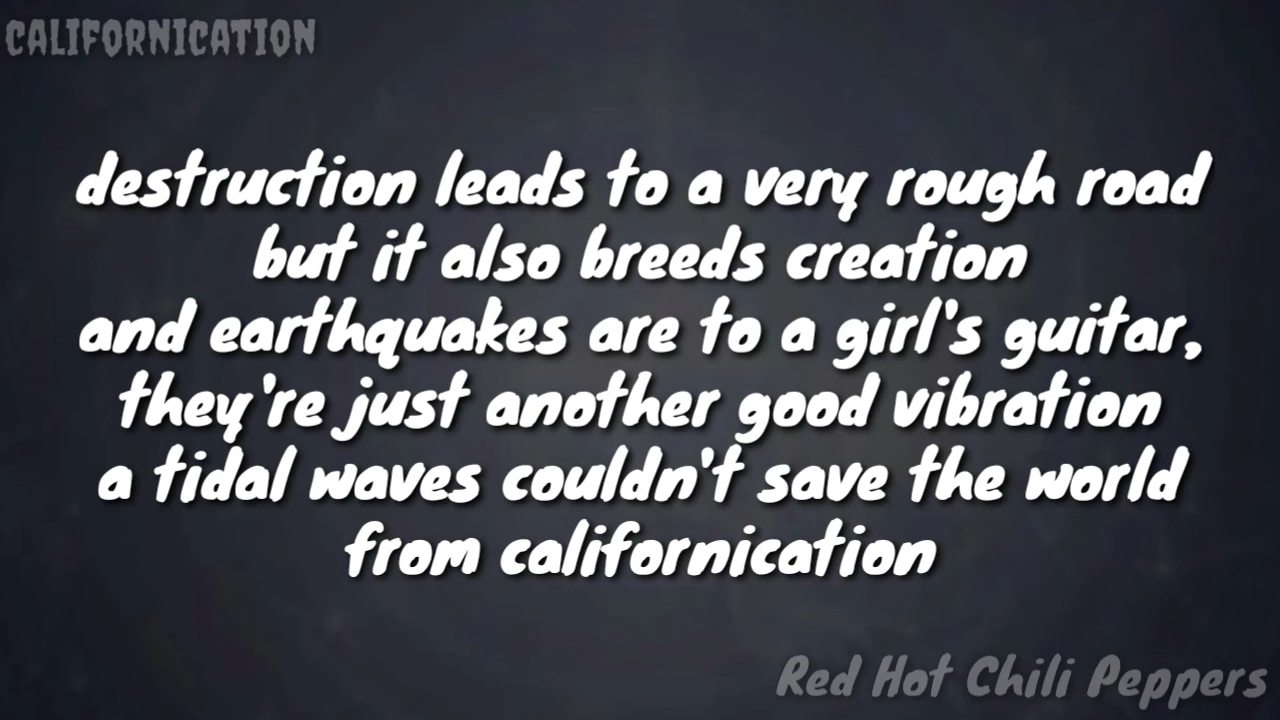 CALIFORNICATION
destruction leads to a very rough road
but it also breeds creation
and earthquakes are to a girl's guitar,
they're just another good vibration
a tidal waves couldn't save the world
from californication
Red Hot Chili Peppers